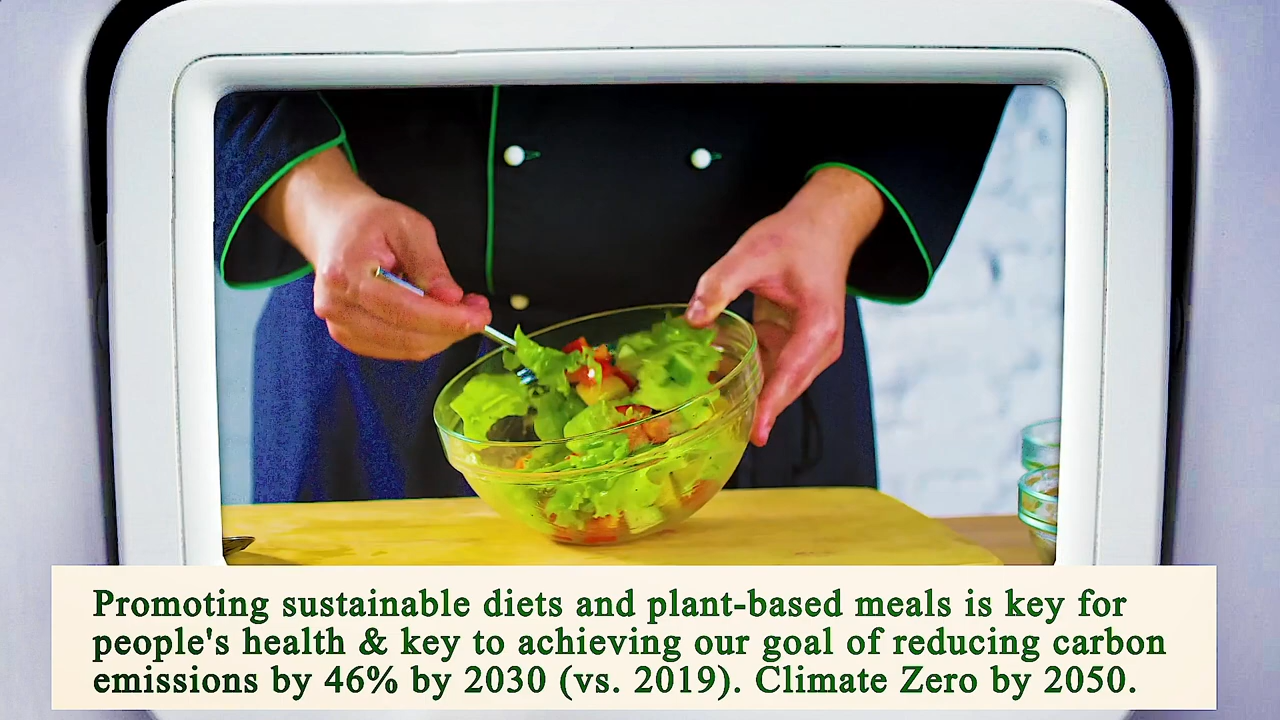 Promoting sustainable diets and plant-based meals is key for
people's health & key to achieving our goal of reducing carbon
emissions by 46% by 2030 (vs. 2019). Climate Zero by 2050.